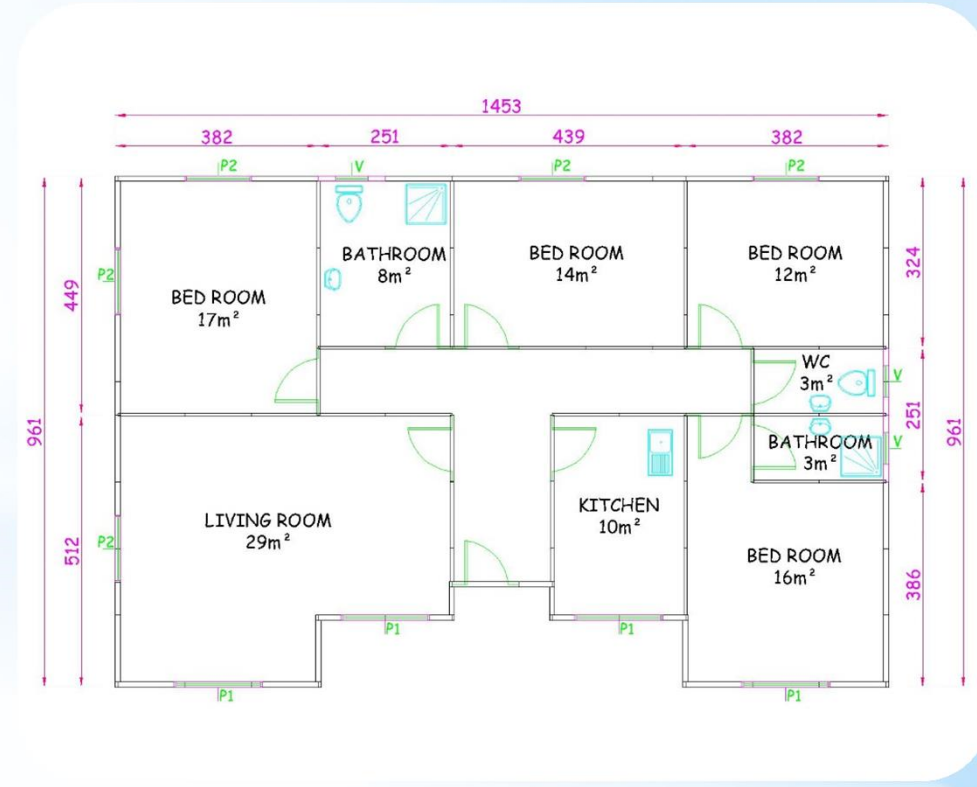 1453
382 251 439 382
P2 V P2 P2
BATHROOM
8m²
BED ROOM
14m²
BED ROOM
12m²
324
P2
449
BED ROOM
17m²
WC
3m²
V
251
961
961
BATHROOM
3m²
V
LIVING ROOM
29m²
KITCHEN
10m²
P2
512
BED ROOM
16m²
386
P1
P1
P1
P1